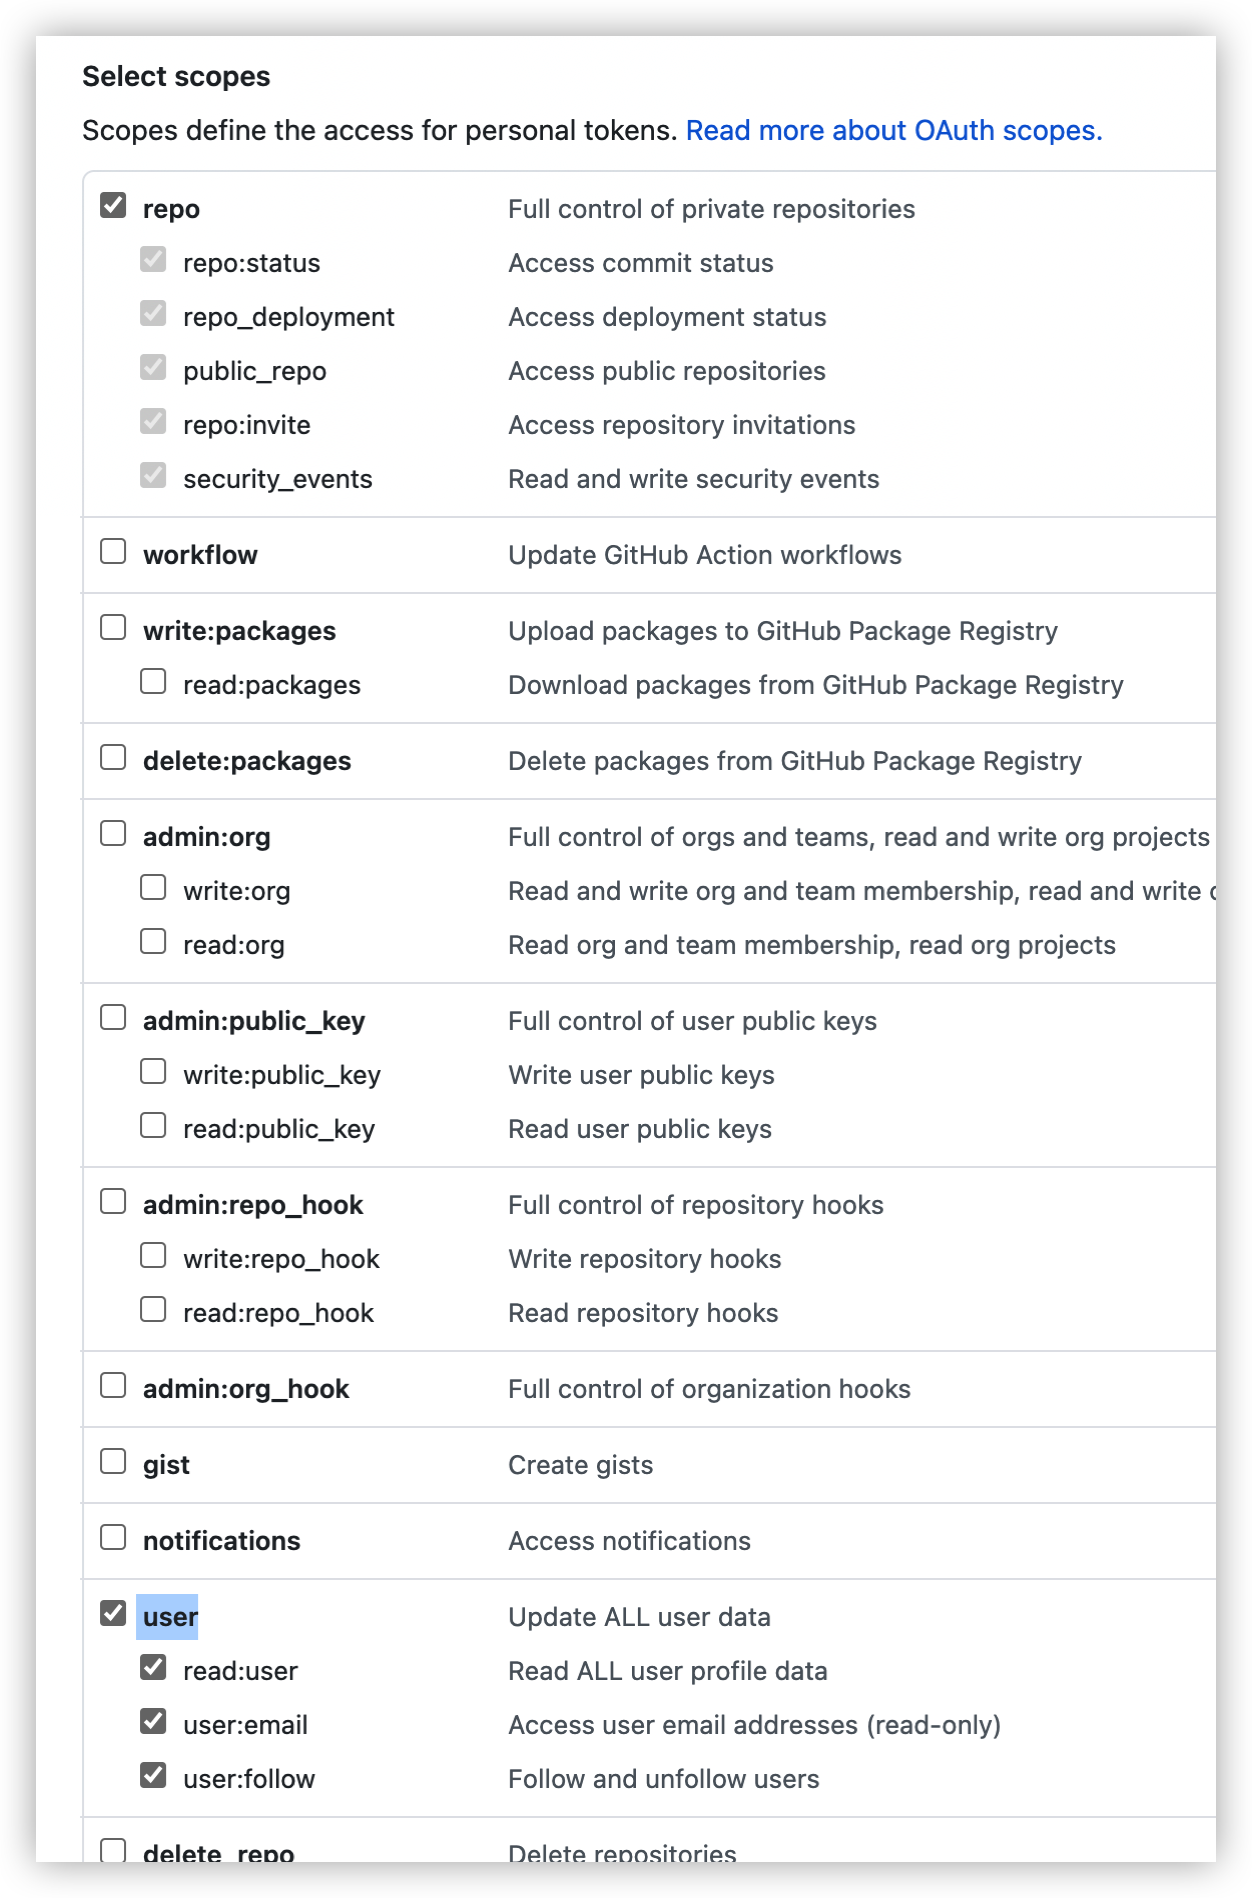 Select scopes
Scopes define the access for personal tokens. Read more about OAuth scopes.
repo Full control of private repositories
repo:status Access commit status
repo_deployment Access deployment status
public_repo Access public repositories
repo:invite Access repository invitations
security_events Read and write security events
workflow Update GitHub Action workflows
write:packages Upload packages to GitHub Package Registry
read:packages Download packages from GitHub Package Registry
delete:packages Delete packages from GitHub Package Registry
admin:org Full control of orgs and teams, read and write org projects
write:org Read and write org and team membership, read and write
read:org Read org and team membership, read org projects
admin:public_key Full control of user public keys
write:public_key Write user public keys
read:public_key Read user public keys
admin:repo_hook Full control of repository hooks
write:repo_hook Write repository hooks
read:repo_hook Read repository hooks
admin:org_hook Full control of organization hooks
gist Create gists
notifications Access notifications
user Update ALL user data
read:user Read ALL user profile data
user:email Access user email addresses (read-only)
user:follow Follow and unfollow users
delete_repo Delete repositories